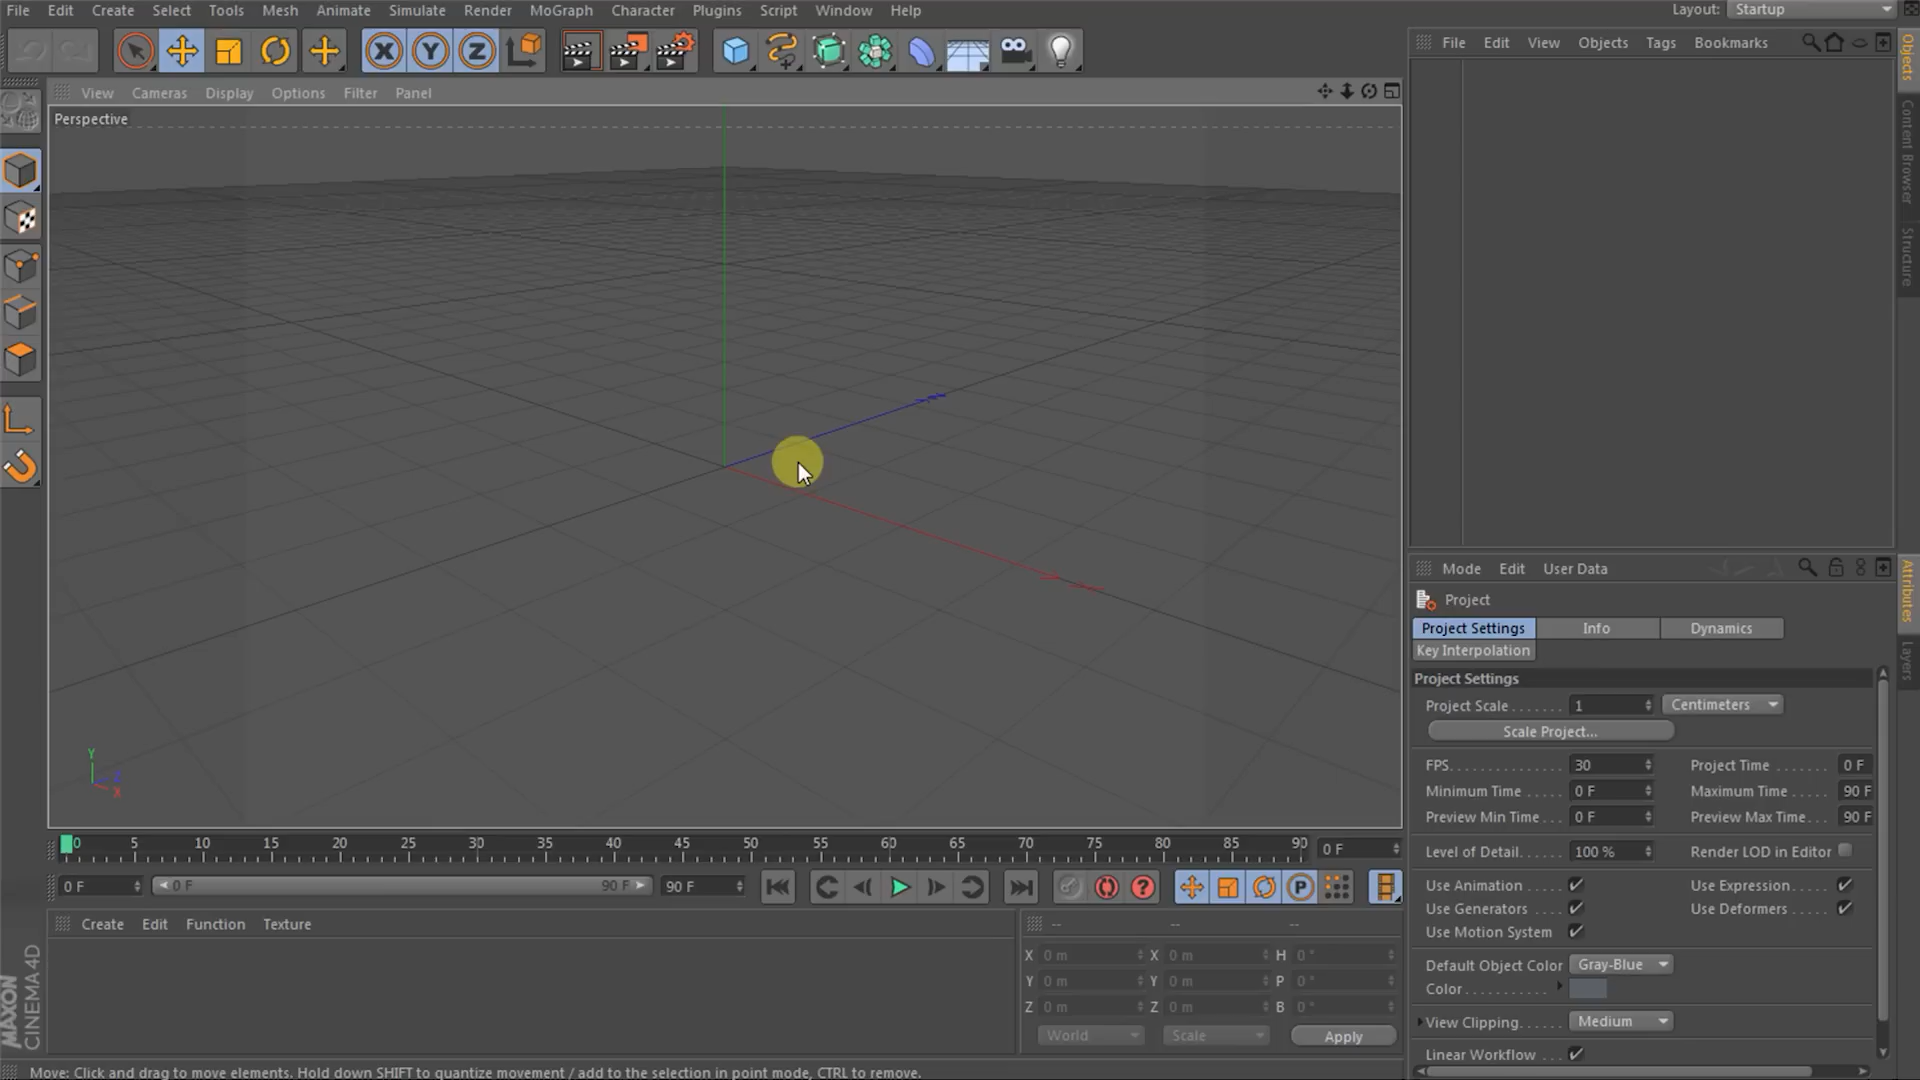 File Edit Create Select Tools Mesh Animate Simulate Render MoGraph Character Plugins Script Window Help Layout: Startup
X Y Z
File Edit View Objects Tags Bookmarks
Objects
Content Browser
Structure
View Cameras Display Options Filter Panel
Perspective
Y
Z
X
Mode Edit User Data
Attributes
Layers
Project
Project Settings Info Dynamics
Key Interpolation
Project Settings
Project Scale 1 Centimeters
Scale Project...
FPS 30 Project Time 0 F
Minimum Time 0 F Maximum Time 90 F
Preview Min Time 0 F Preview Max Time 90 F
Level of Detail 100 % Render LOD in Editor
Use Animation Use Expression
Use Generators Use Deformers
Use Motion System
Default Object Color Gray-Blue
Color
View Clipping Medium
Linear Workflow
0 5 10 15 20 25 30 35 40 45 50 55 60 65 70 75 80 85 90 0 F
0 F 0 F 90 F 90 F ? P
Create Edit Function Texture
-- -- --
X 0 m X 0 m H 0 °
Y 0 m Y 0 m P 0 °
Z 0 m Z 0 m B 0 °
World Scale Apply
MAXON
CINEMA 4D
Move: Click and drag to move elements. Hold down SHIFT to quantize movement / add to the selection in point mode, CTRL to remove.